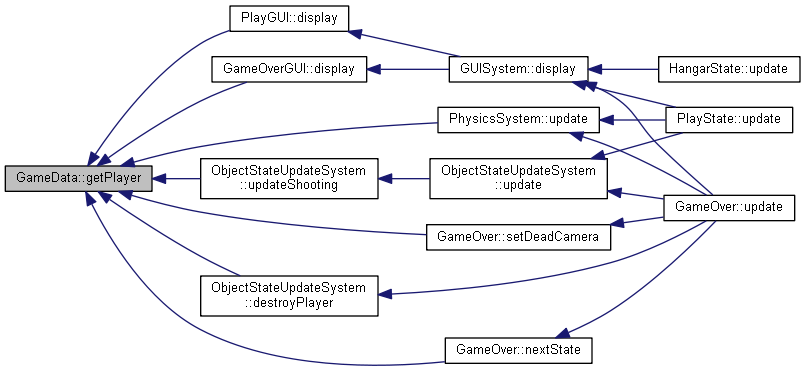 PlayGUI::display
GameOverGUI::display
GUISystem::display
HangarState::update
PhysicsSystem::update
PlayState::update
GameData::getPlayer
ObjectStateUpdateSystem
::updateShooting
ObjectStateUpdateSystem
::update
GameOver::update
GameOver::setDeadCamera
ObjectStateUpdateSystem
::destroyPlayer
GameOver::nextState